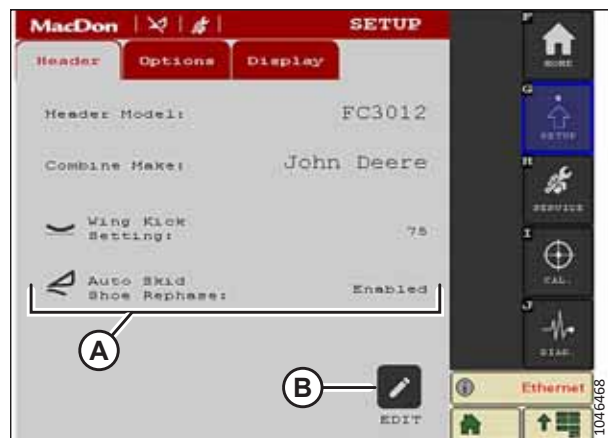 MacDon SETUP
Header Options Display
Header Model: FC3012
Combine Make: John Deere
Wing Kick
Setting: 75
Auto Skid
Shoe Rephase: Enabled
A
B
EDIT
F
HOME
G
SETUP
H
SERVICE
I
CAL.
J
DIAG.
Ethernet
1046468